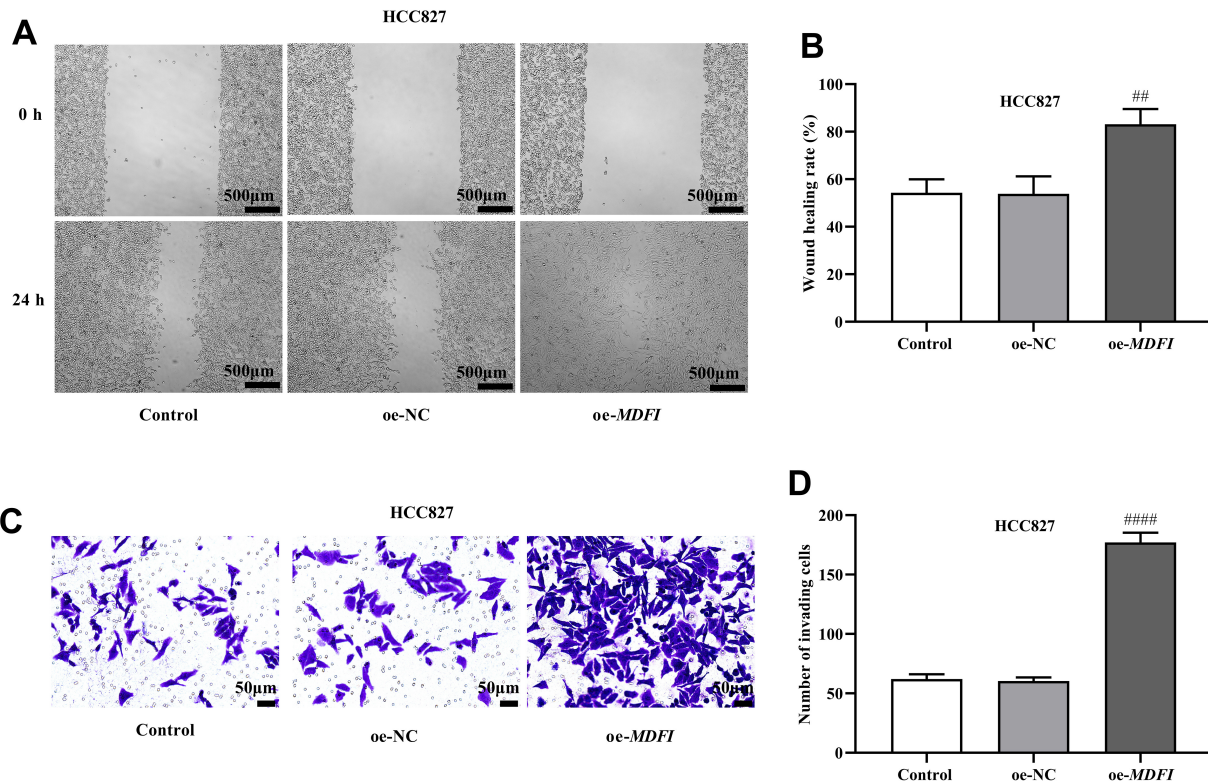 A
HCC827
0 h
500µm
500µm
500µm
24 h
500µm
500µm
500µm
Control
oe-NC
oe-MDFI
B
HCC827
##
Wound healing rate (%)
100
80
60
40
20
0
Control
oe-NC
oe-MDFI
C
HCC827
50µm
50µm
50µm
Control
oe-NC
oe-MDFI
D
HCC827
####
Number of invading cells
200
150
100
50
0
Control
oe-NC
oe-MDFI